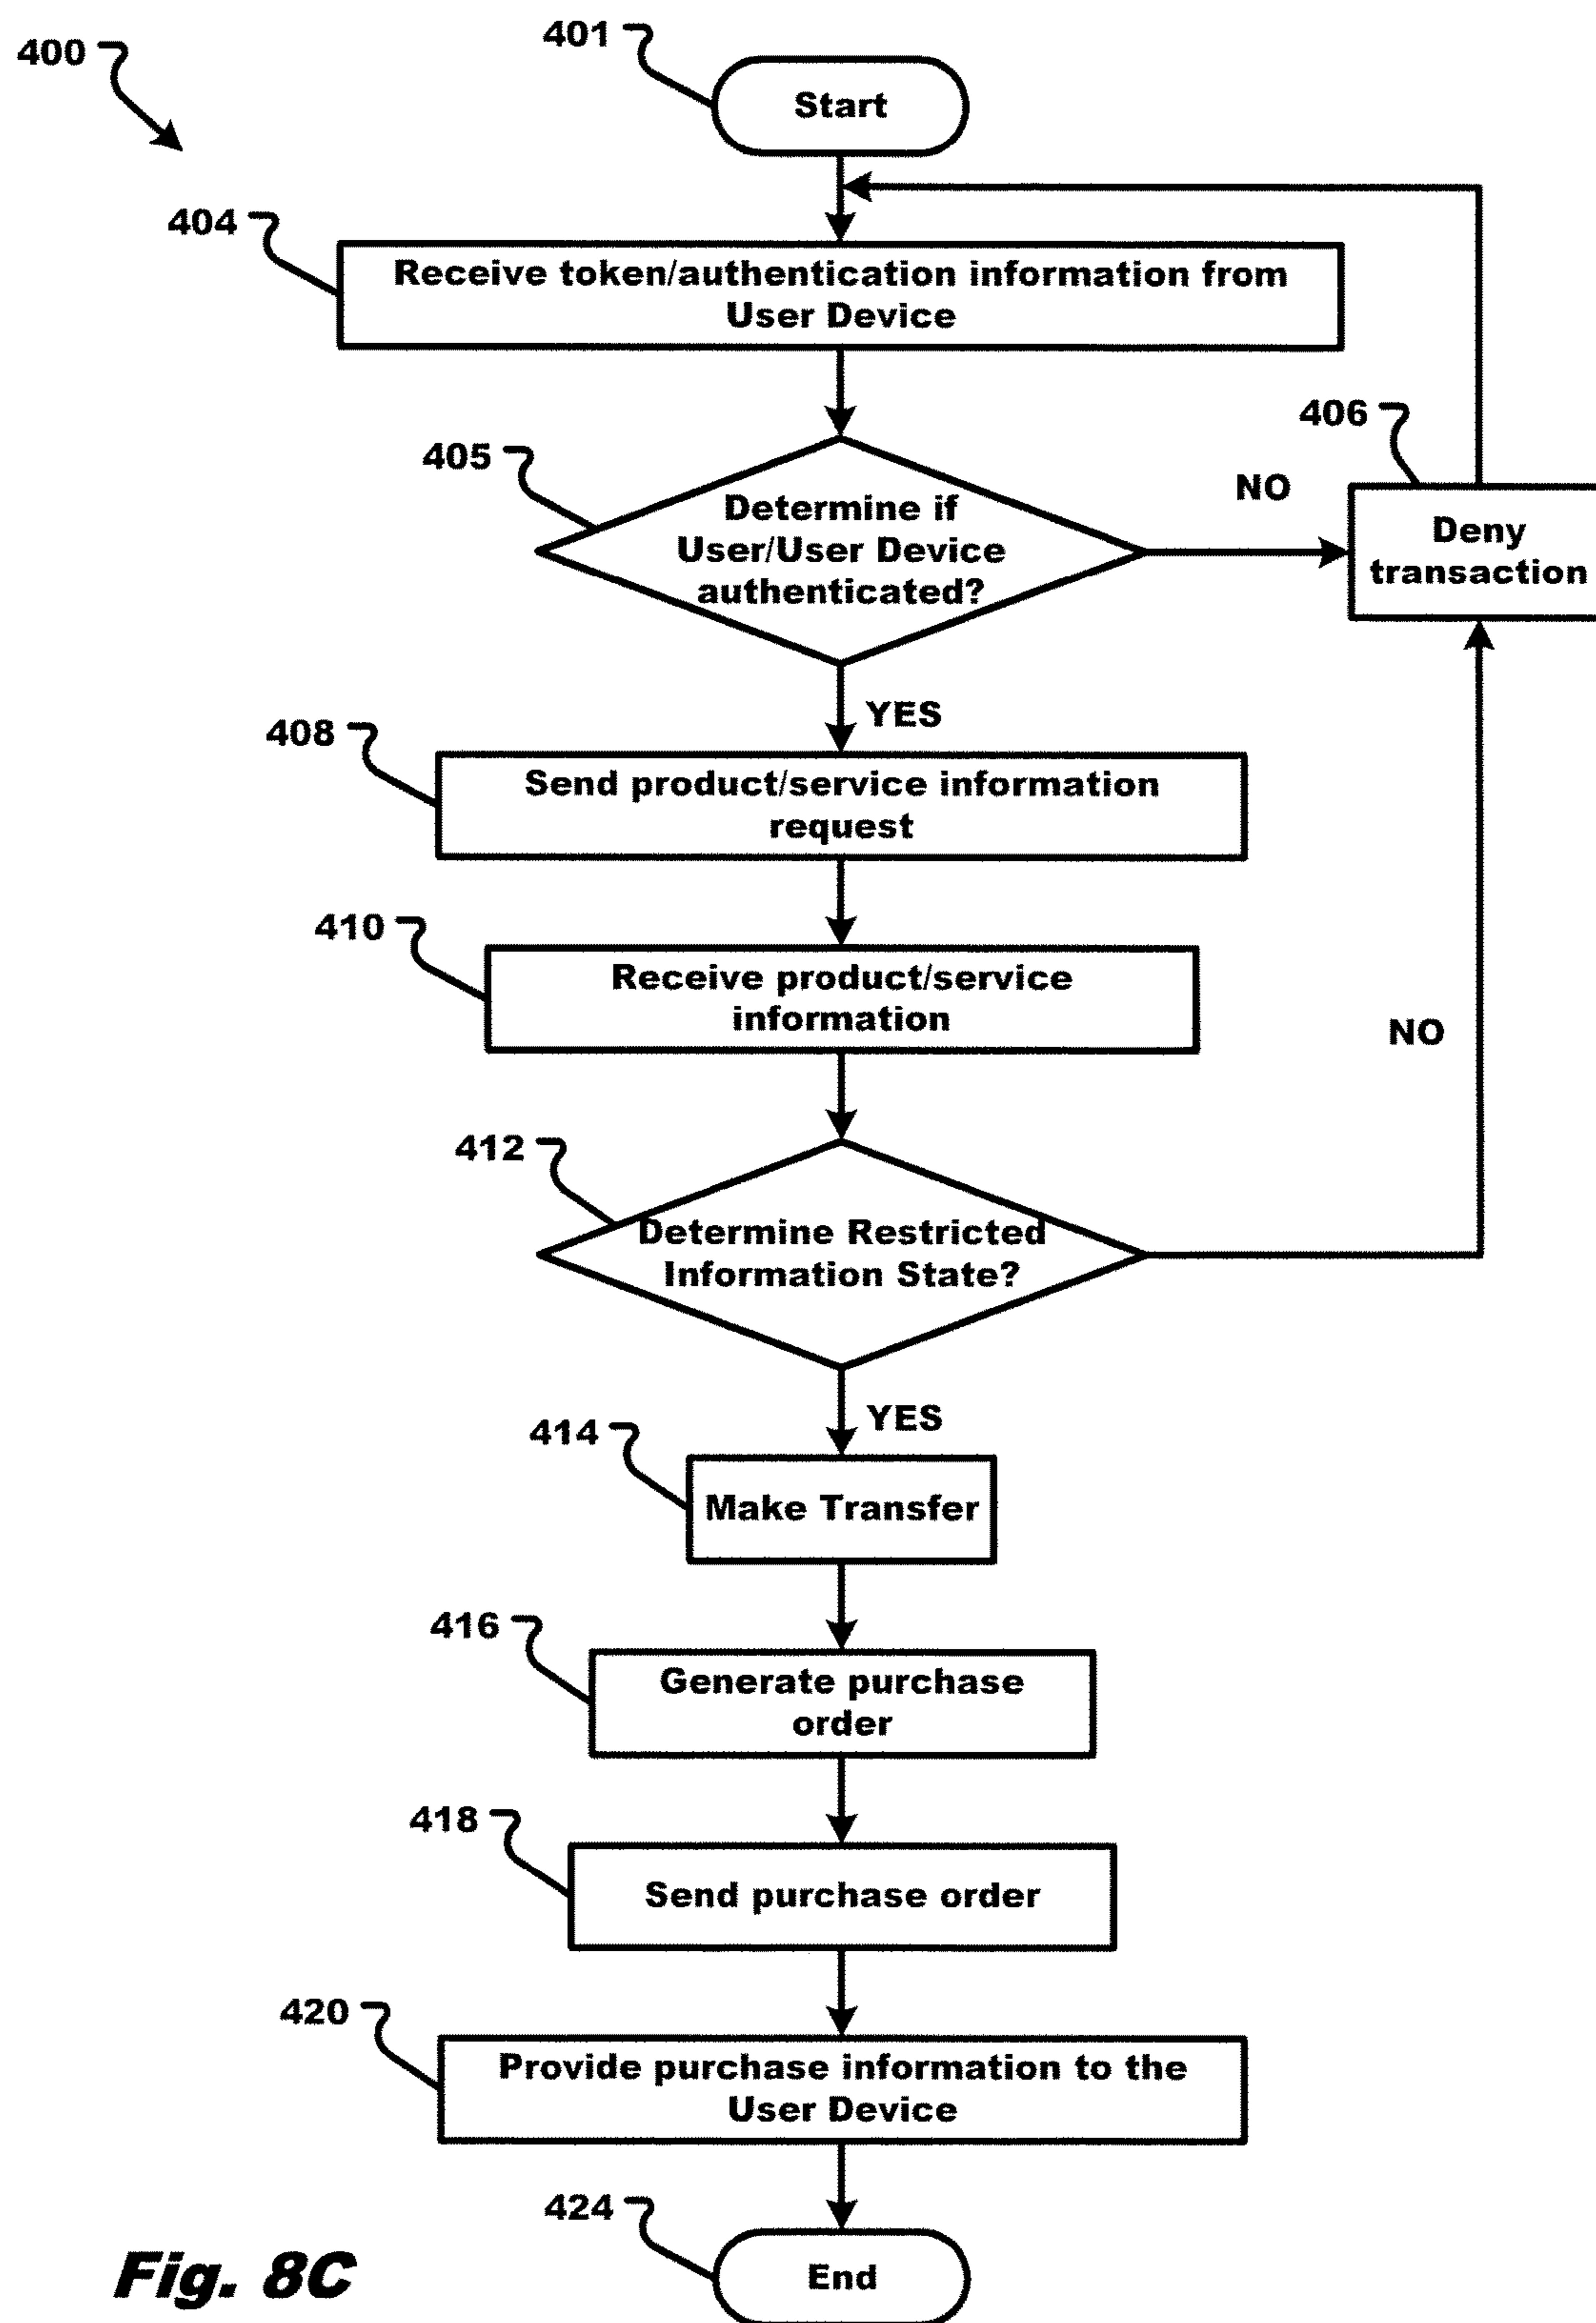 400
401
Start
404
Receive token/authentication information from
User Device
405
Determine if
User/User Device
authenticated?
NO
406
Deny
transaction
YES
408
Send product/service information
request
410
Receive product/service
information
NO
412
Determine Restricted
Information State?
YES
414
Make Transfer
416
Generate purchase
order
418
Send purchase order
420
Provide purchase information to the
User Device
424
End
Fig. 8C